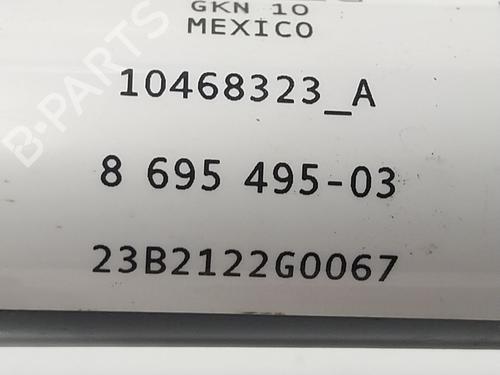 GKN 10
MEXICO
10468323_A
8 695 495-03
23B2122G0067
B-PARTS